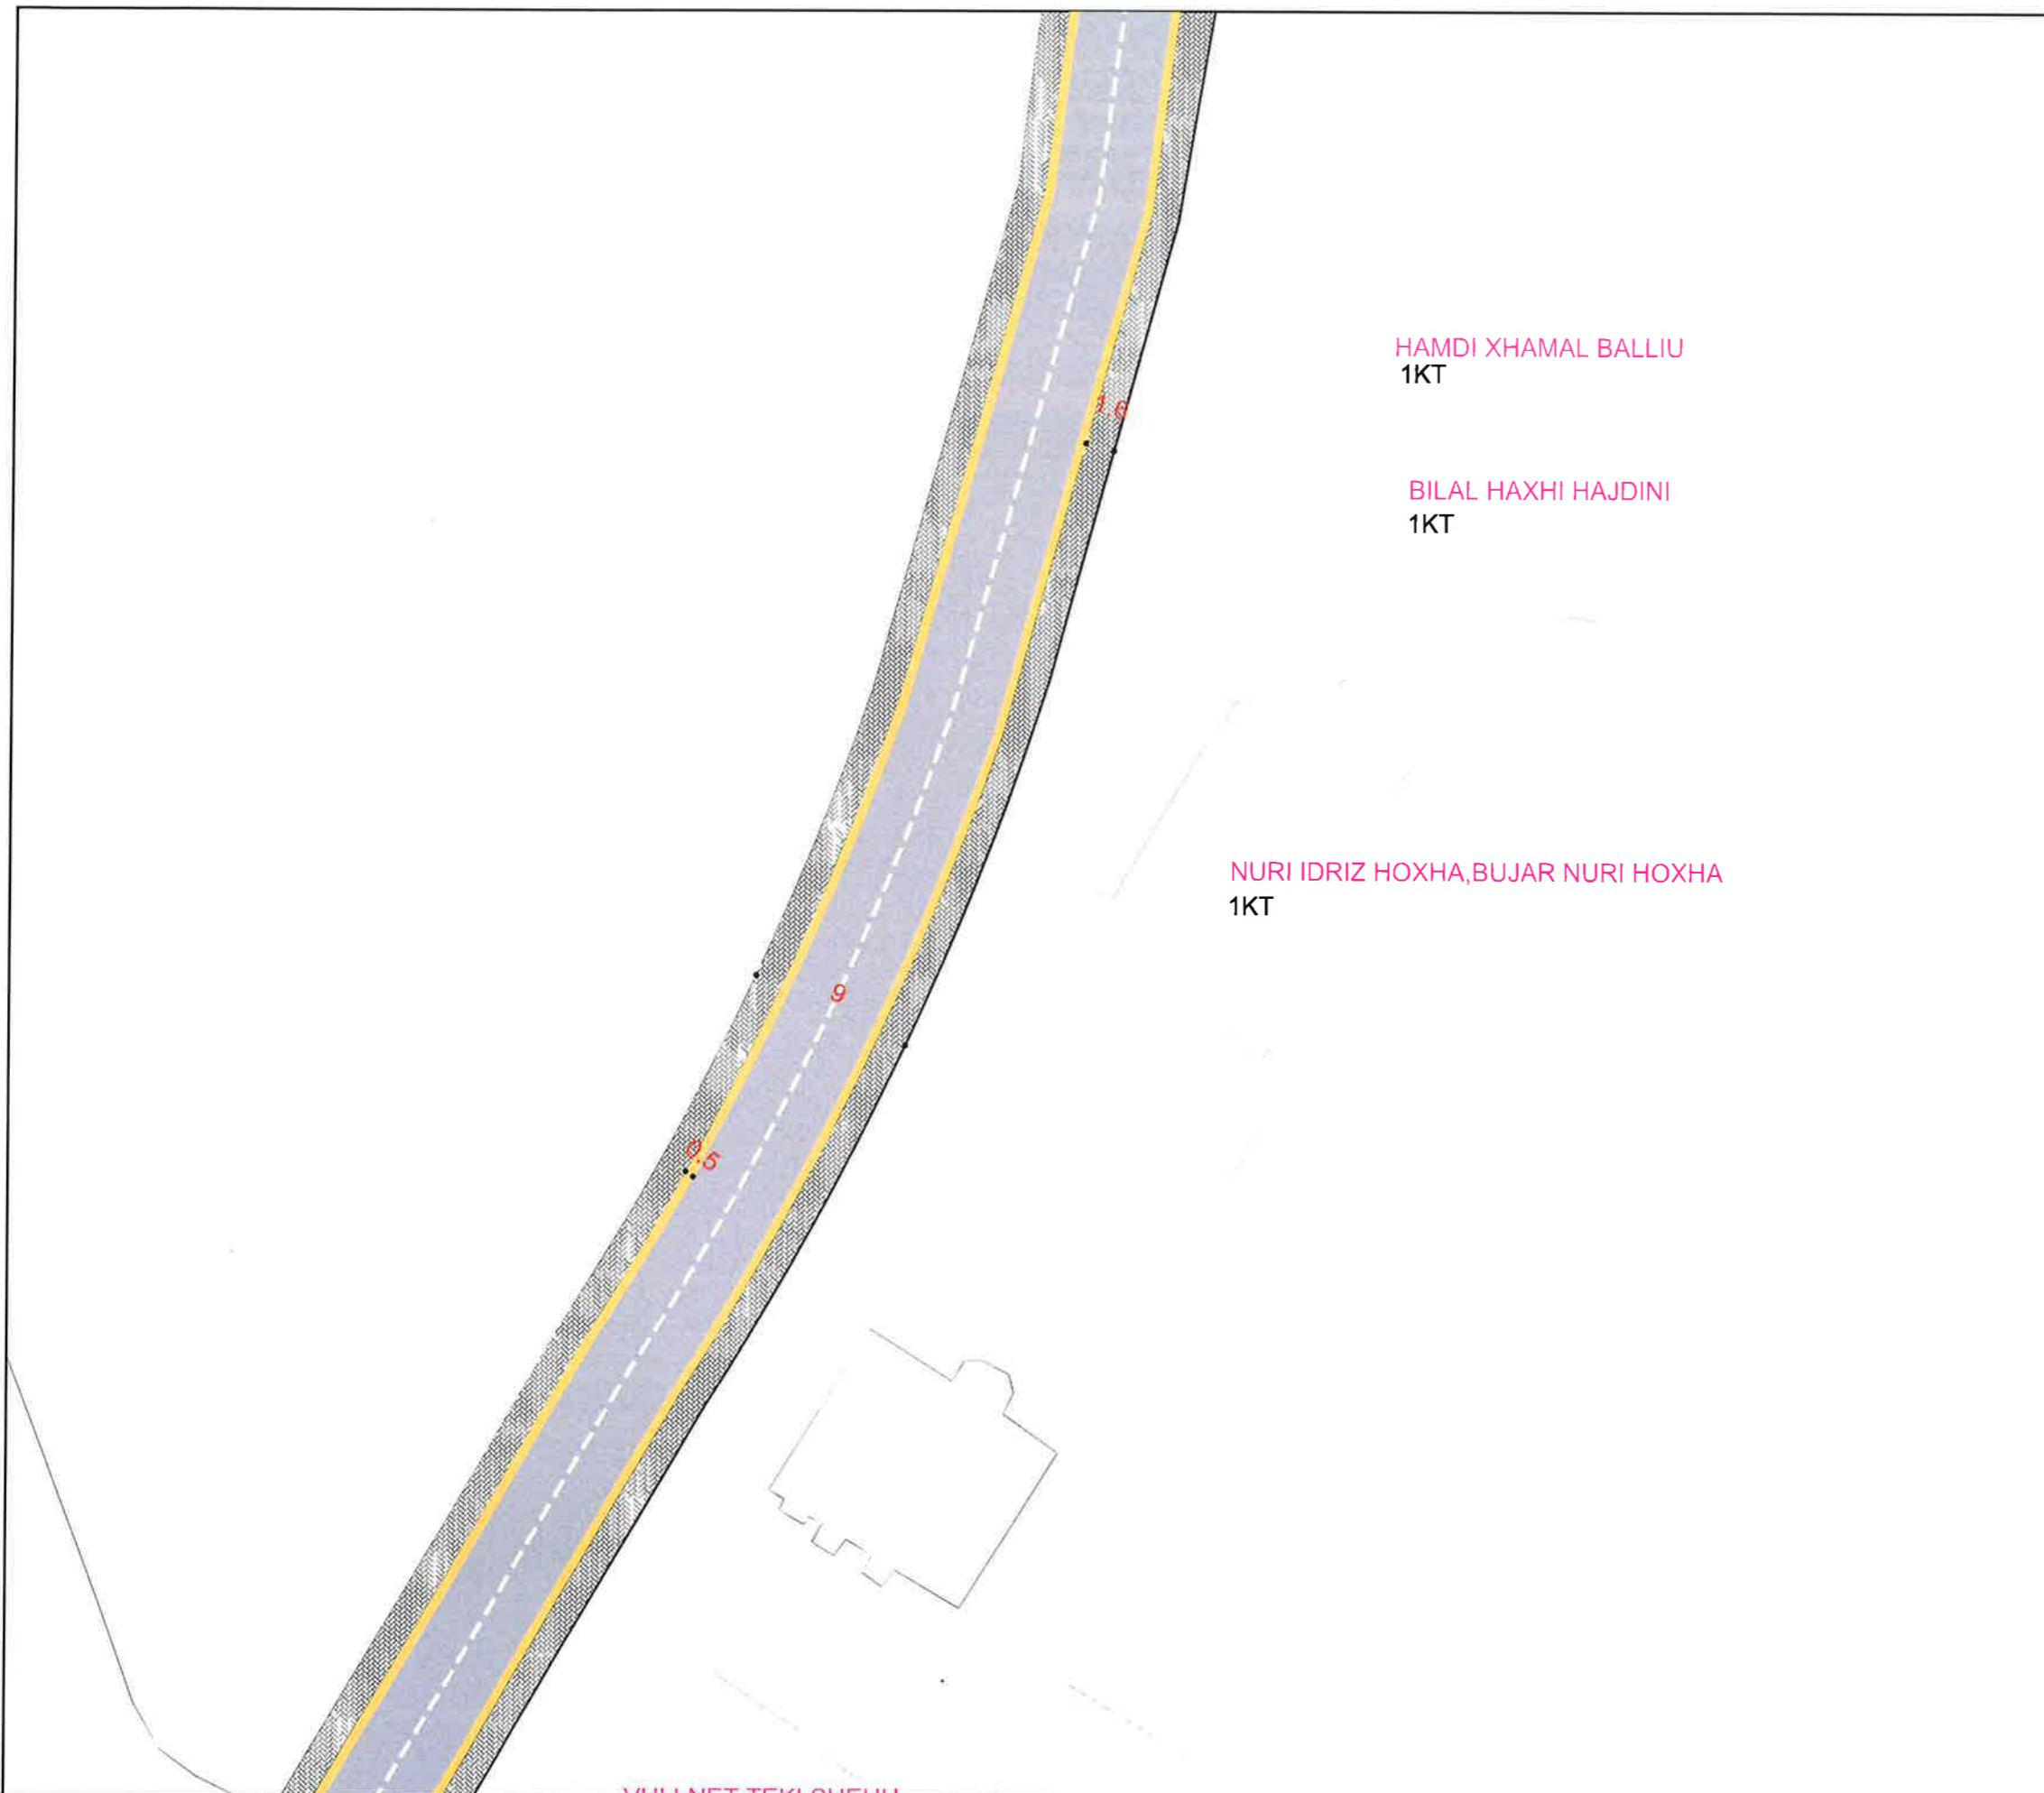 HAMDI XHAMAL BALLIU
1KT
1.6
BILAL HAXHI HAJDINI
1KT
NURI IDRIZ HOXHA,BUJAR NURI HOXHA
1KT
9
0.5